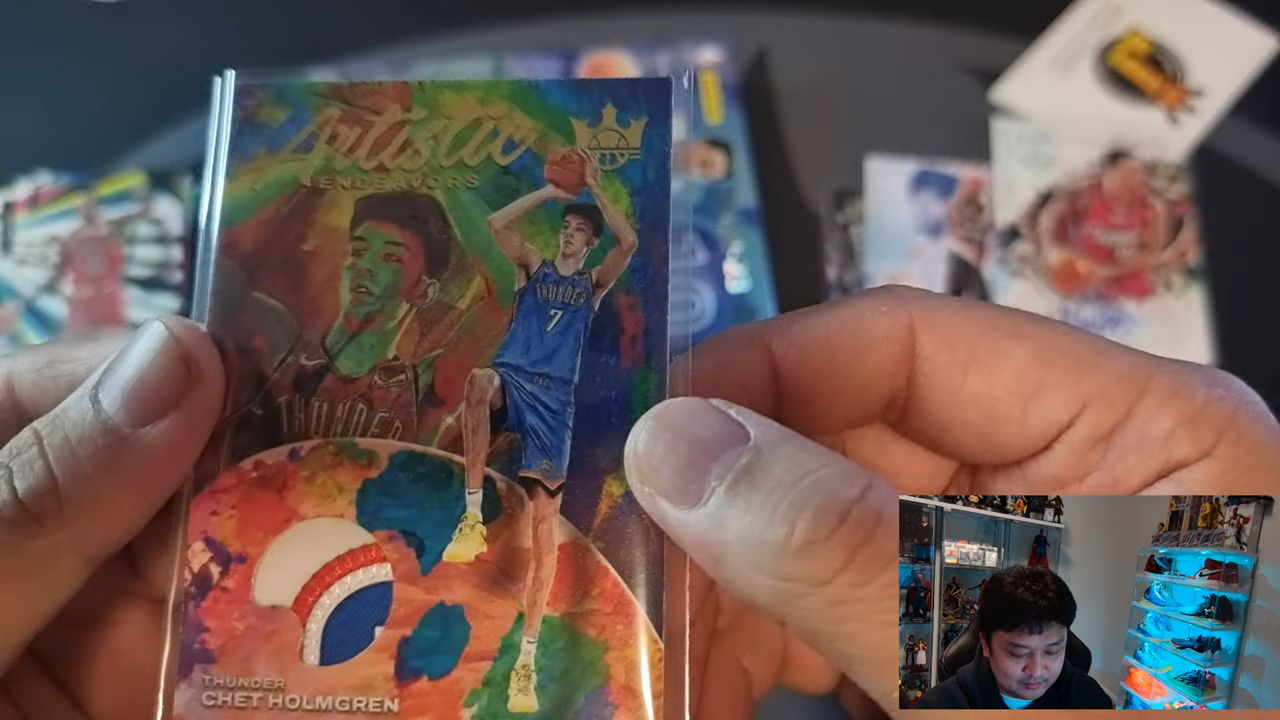 Artistic
ENDEAVORS
THUNDER
7
THUNDER
THUNDER
CHET HOLMGREN